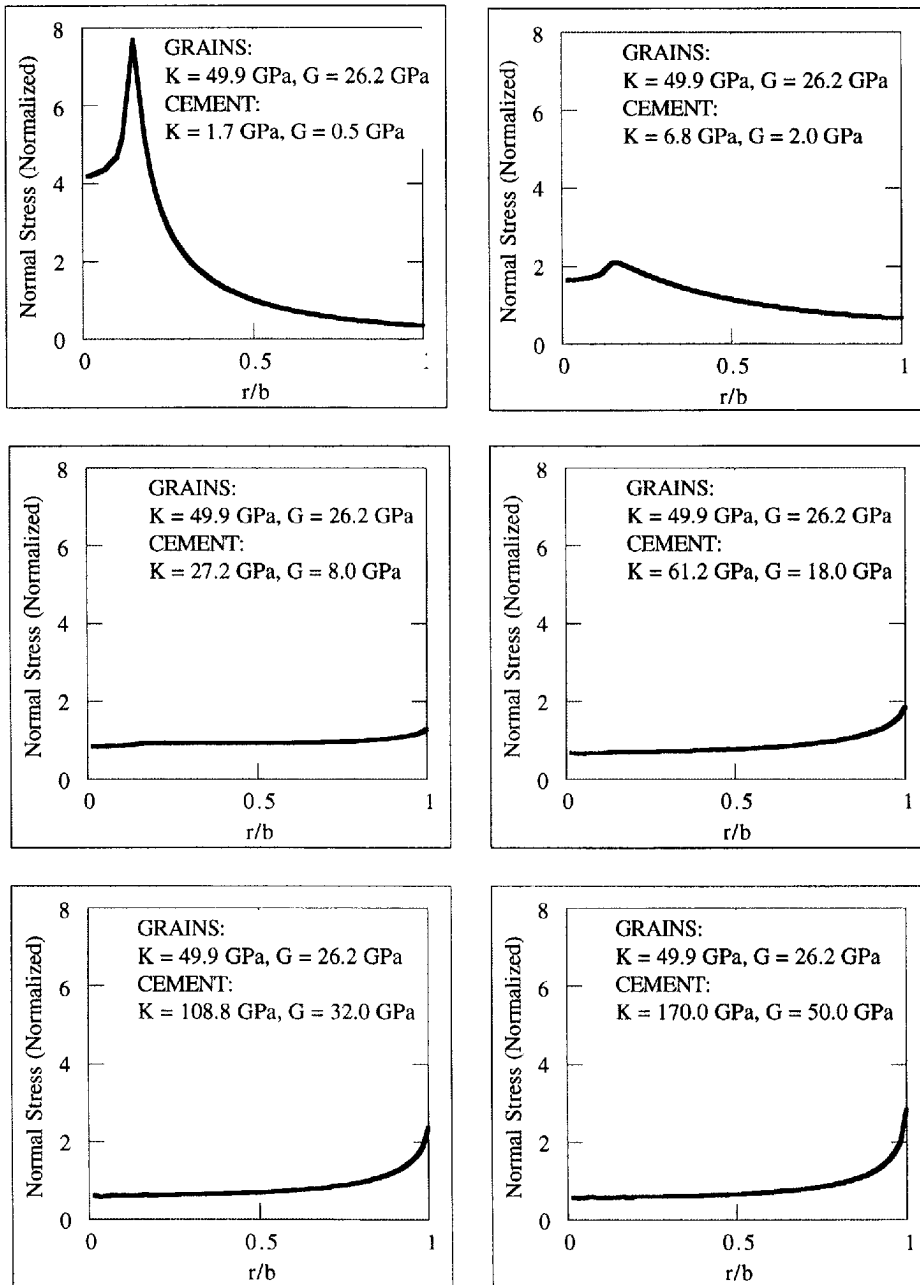 Normal Stress (Normalized)
8
6
4
2
0
GRAINS:
K = 49.9 GPa, G = 26.2 GPa
CEMENT:
K = 1.7 GPa, G = 0.5 GPa
0
0.5
1
r/b
Normal Stress (Normalized)
8
6
4
2
0
GRAINS:
K = 49.9 GPa, G = 26.2 GPa
CEMENT:
K = 6.8 GPa, G = 2.0 GPa
0
0.5
1
r/b
Normal Stress (Normalized)
8
6
4
2
0
GRAINS:
K = 49.9 GPa, G = 26.2 GPa
CEMENT:
K = 27.2 GPa, G = 8.0 GPa
0
0.5
1
r/b
Normal Stress (Normalized)
8
6
4
2
0
GRAINS:
K = 49.9 GPa, G = 26.2 GPa
CEMENT:
K = 61.2 GPa, G = 18.0 GPa
0
0.5
1
r/b
Normal Stress (Normalized)
8
6
4
2
0
GRAINS:
K = 49.9 GPa, G = 26.2 GPa
CEMENT:
K = 108.8 GPa, G = 32.0 GPa
0
0.5
1
r/b
Normal Stress (Normalized)
8
6
4
2
0
GRAINS:
K = 49.9 GPa, G = 26.2 GPa
CEMENT:
K = 170.0 GPa, G = 50.0 GPa
0
0.5
1
r/b